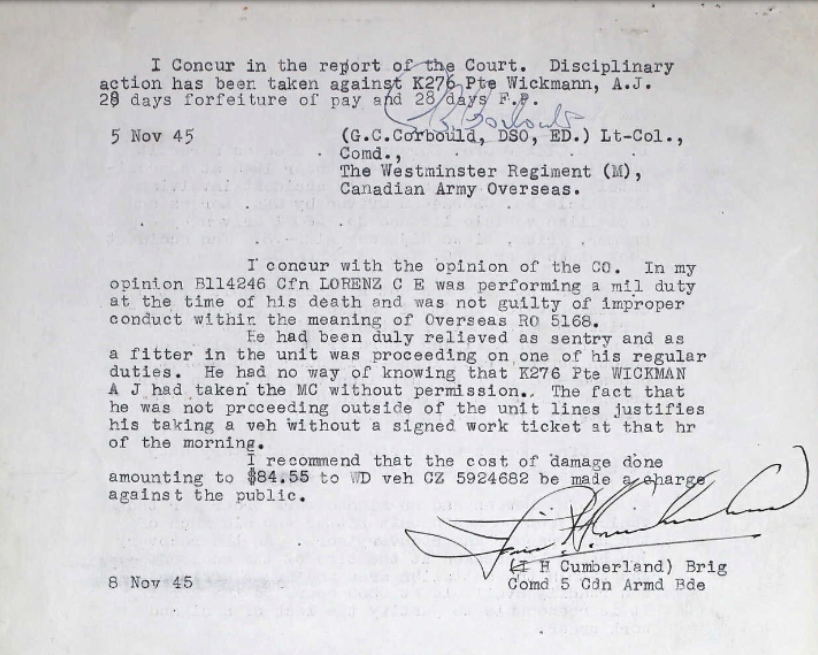 I Concur in the report of the Court. Disciplinary
action has been taken against K276 Pte Wickmann, A.J.
28 days forfeiture of pay and 28 days F.P.
5 Nov 45 (G.C.Corbould, DSO, ED.) Lt-Col.,
Comd.,
The Westminster Regiment (M),
Canadian Army Overseas.
I concur with the opinion of the CO. In my
opinion B114246 Cfn LORENZ C E was performing a mil duty
at the time of his death and was not guilty of improper
conduct within the meaning of Overseas RO 5168.
He had been duly relieved as sentry and as
a fitter in the unit was proceeding on one of his regular
duties. He had no way of knowing that K276 Pte WICKMAN
A J had taken the MC without permission.. The fact that
he was not proceeding outside of the unit lines justifies
his taking a veh without a signed work ticket at that hr
of the morning.
I recommend that the cost of damage done
amounting to $84.55 to WD veh CZ 5924682 be made a charge
against the public.
(I H Cumberland) Brig
8 Nov 45 Comd 5 Cdn Armd Bde